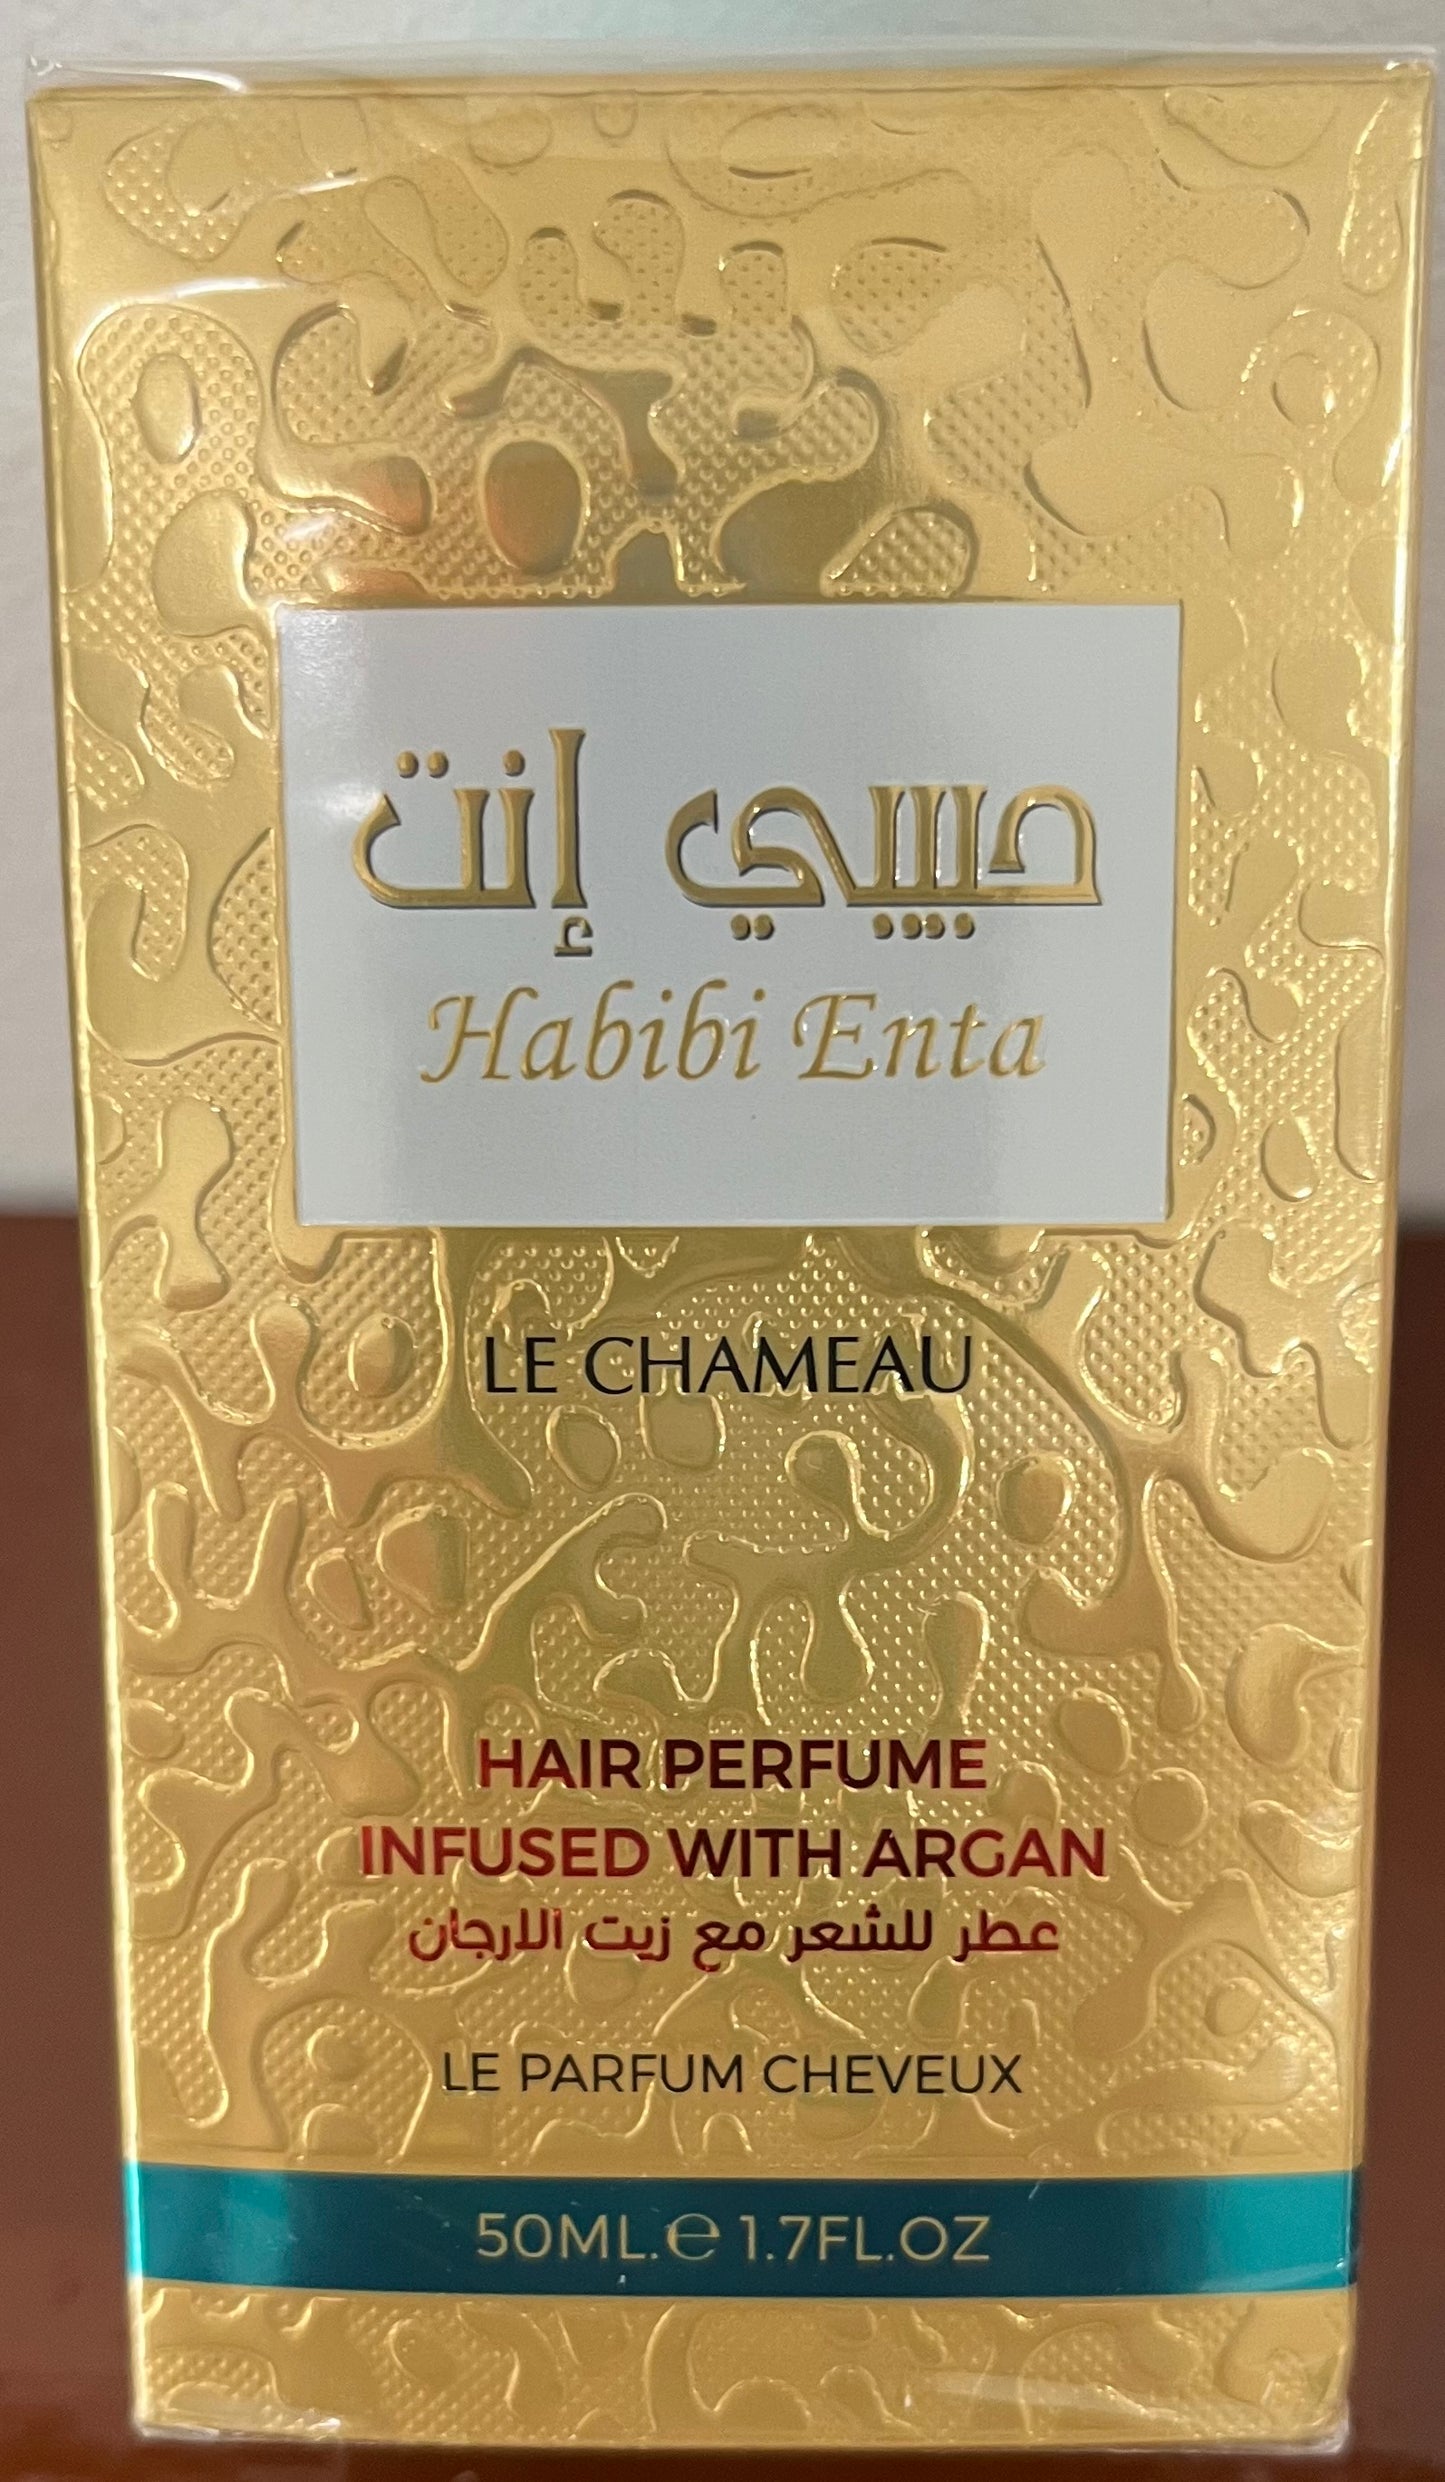 حبيبي إنت
Habibi Enta
LE CHAMEAU
HAIR PERFUME
INFUSED WITH ARGAN
عطر للشعر مع زيت الارجان
LE PARFUM CHEVEUX
50ML.℮ 1.7FL.OZ